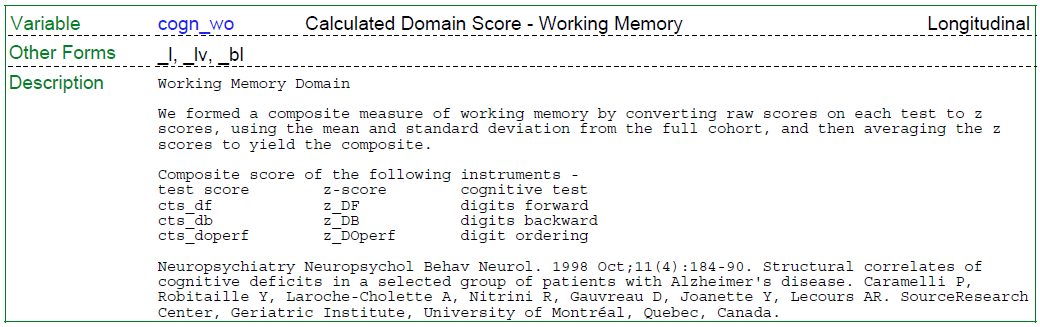 Variable cogn_wo Calculated Domain Score - Working Memory Longitudinal
Other Forms _l, _lv, _bl
Description Working Memory Domain
We formed a composite measure of working memory by converting raw scores on each test to z
scores, using the mean and standard deviation from the full cohort, and then averaging the z
scores to yield the composite.
Composite score of the following instruments -
test score z-score cognitive test
cts_df z_DF digits forward
cts_db z_DB digits backward
cts_doperf z_DOperf digit ordering
Neuropsychiatry Neuropsychol Behav Neurol. 1998 Oct;11(4):184-90. Structural correlates of
cognitive deficits in a selected group of patients with Alzheimer's disease. Caramelli P,
Robitaille Y, Laroche-Cholette A, Nitrini R, Gauvreau D, Joanette Y, Lecours AR. SourceResearch
Center, Geriatric Institute, University of Montréal, Quebec, Canada.